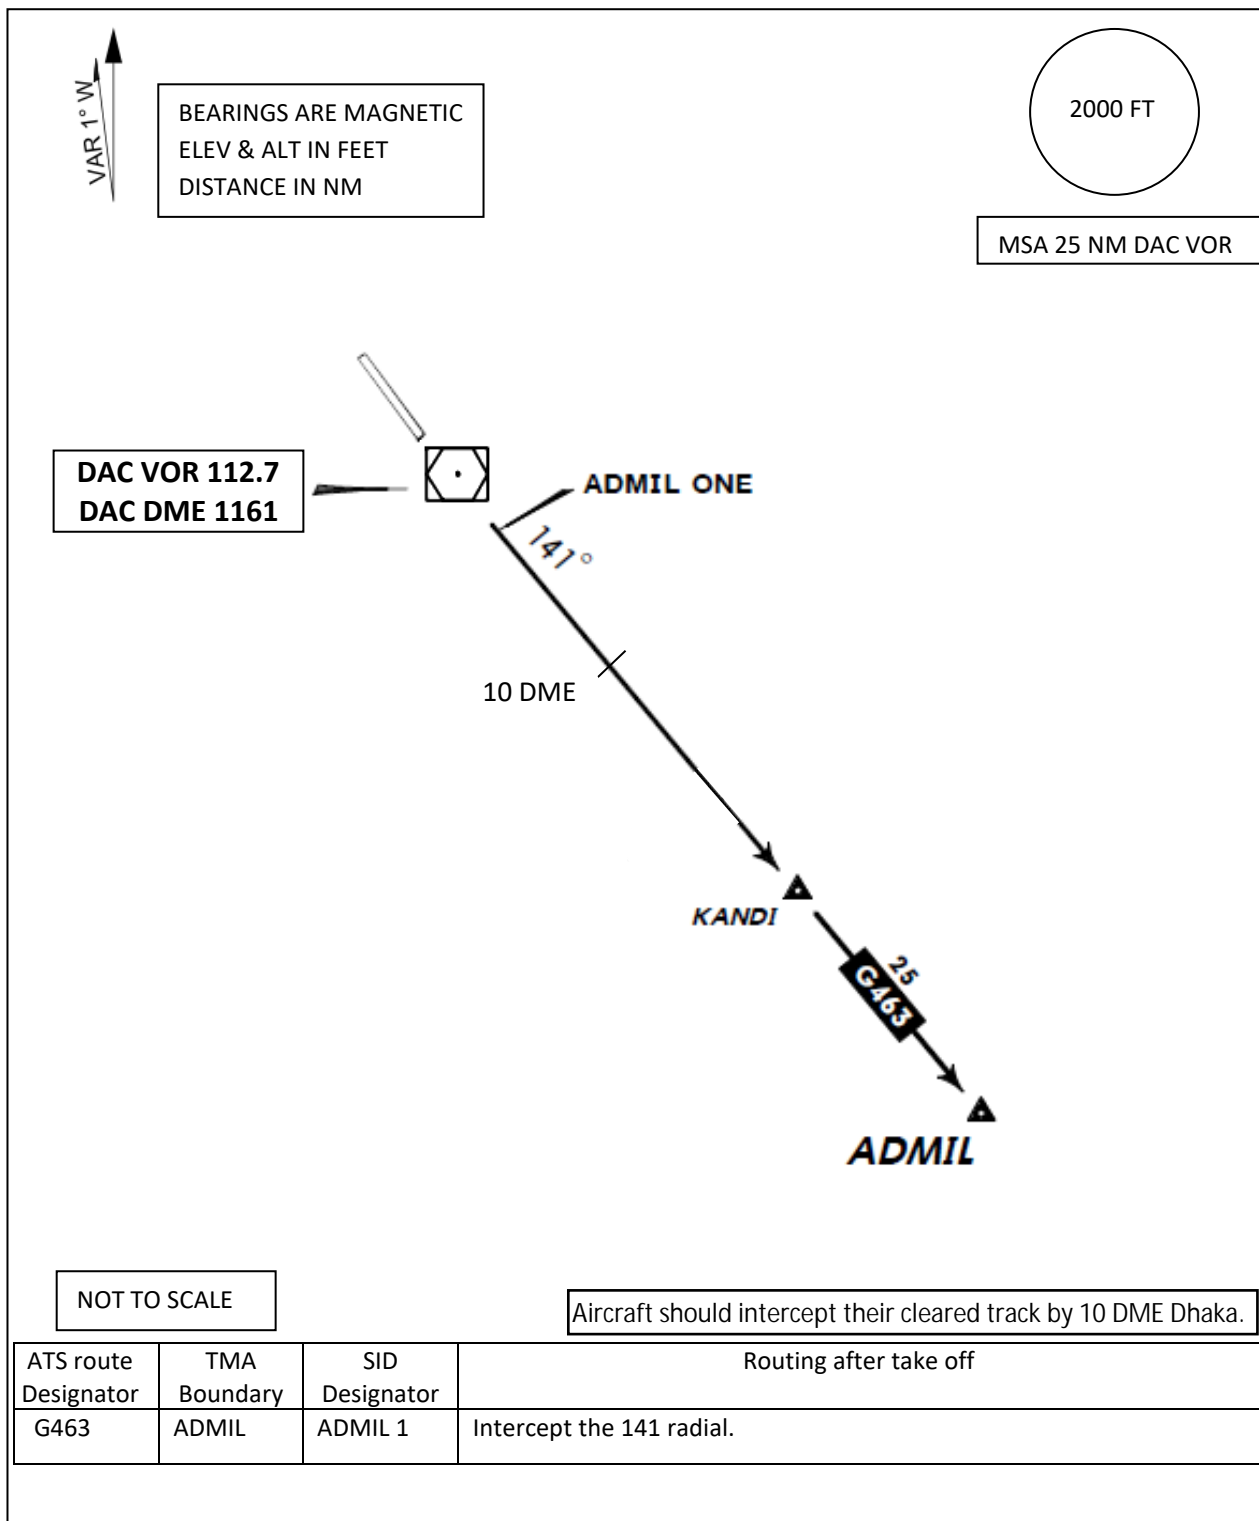 VAR 1° W
BEARINGS ARE MAGNETIC
ELEV & ALT IN FEET
DISTANCE IN NM
2000 FT
MSA 25 NM DAC VOR
DAC VOR 112.7
DAC DME 1161
ADMIL ONE
141°
10 DME
KANDI
25
G463
ADMIL
NOT TO SCALE
Aircraft should intercept their cleared track by 10 DME Dhaka.
ATS route TMA SID Routing after take off
Designator Boundary Designator
G463 ADMIL ADMIL 1 Intercept the 141 radial.